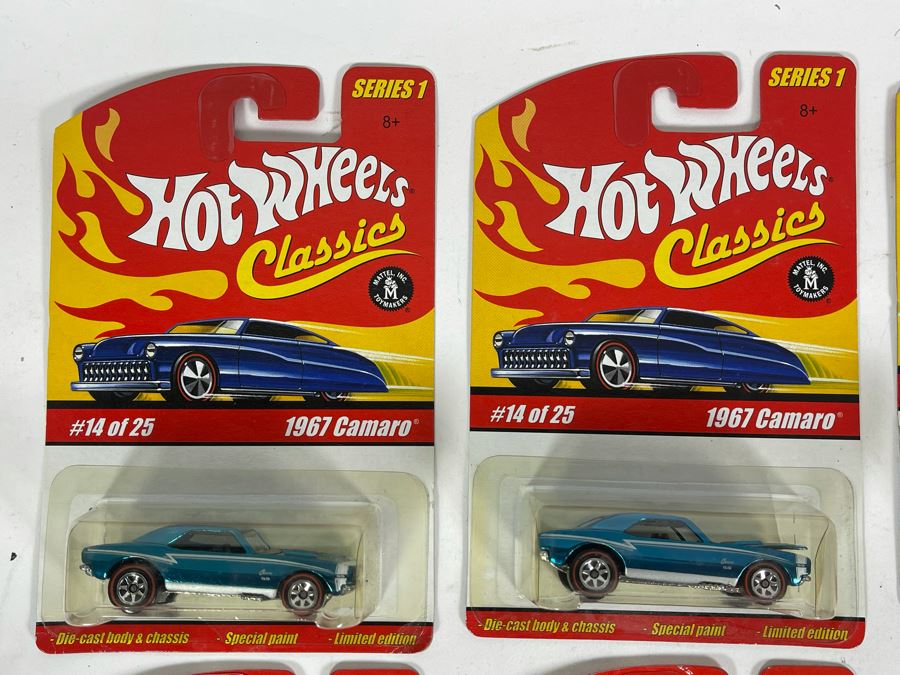 SERIES 1
8+
HOT WHEELS®
Classics
MATTEL, INC.
M
TOYMAKERS®
#14 of 25
1967 Camaro®
- Die-cast body & chassis - Special paint - Limited edition
SERIES 1
8+
HOT WHEELS®
Classics
MATTEL, INC.
M
TOYMAKERS®
#14 of 25
1967 Camaro®
- Die-cast body & chassis - Special paint - Limited edition